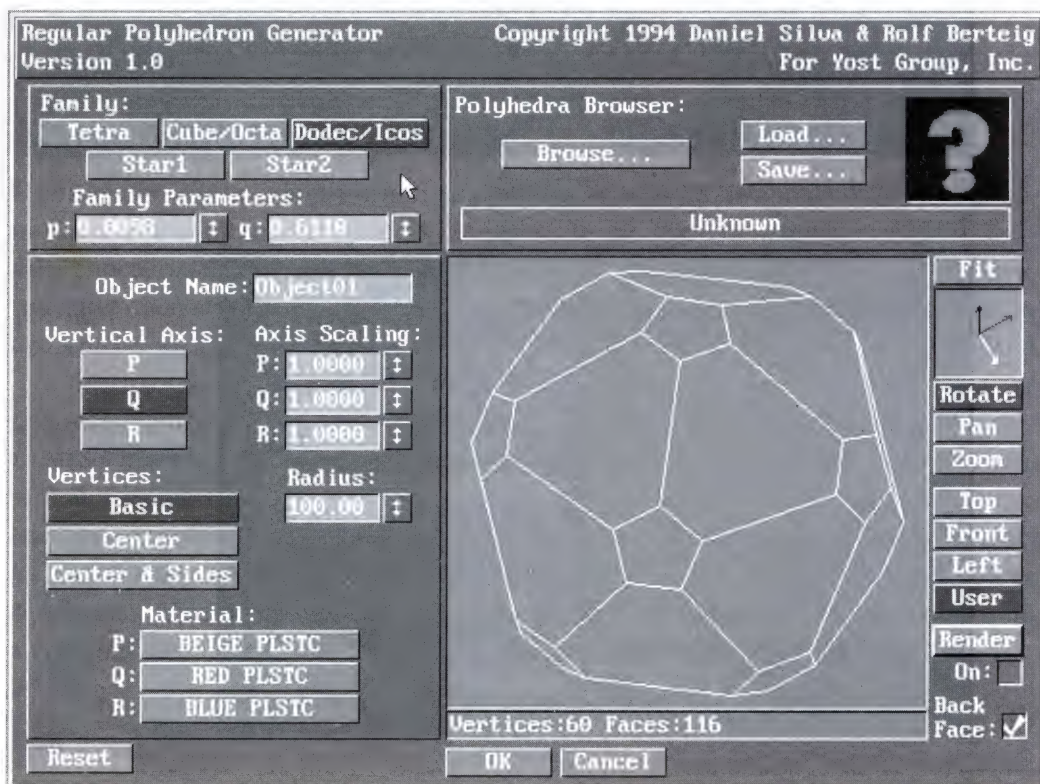 Regular Polyhedron Generator
Version 1.0
Copyright 1994 Daniel Silva & Rolf Berteig
For Yost Group, Inc.
Family:
Tetra Cube/Octa Dodec/Icos
Star1 Star2
Family Parameters:
p: q:
Polyhedra Browser:
Browse...
Load...
Save...
?
Unknown
Object Name: Object01
Vertical Axis:
P
Q
R
Axis Scaling:
P: 1.0000
Q: 1.0000
R: 1.0000
Vertices:
Basic
Center
Center & Sides
Radius:
100.00
Material:
P: BEIGE PLSTC
Q: RED PLSTC
R: BLUE PLSTC
Reset
Vertices:60 Faces:116
OK Cancel
Fit
Rotate
Pan
Zoom
Top
Front
Left
User
Render
On:
Back
Face: